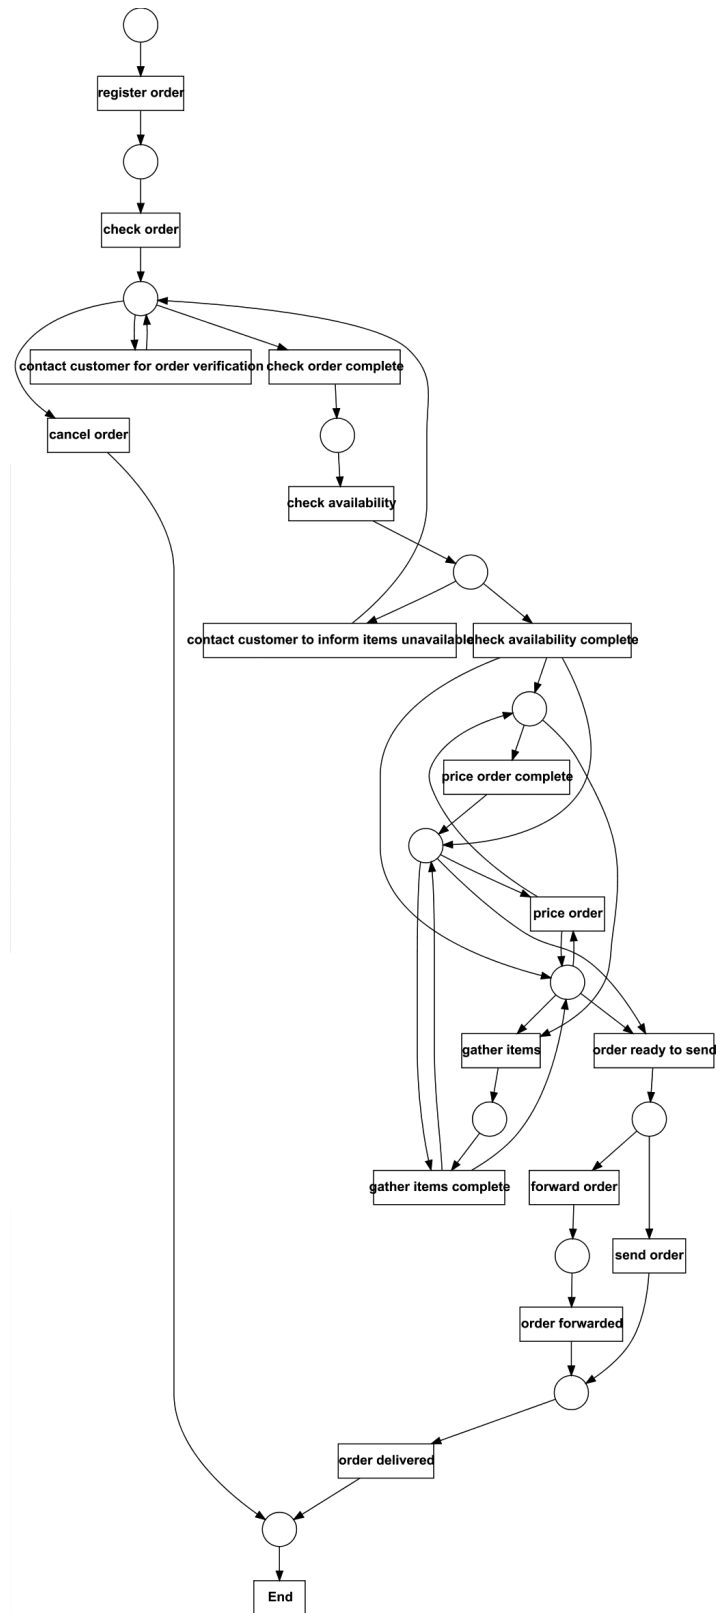 register order
check order
contact customer for order verification
check order complete
cancel order
check availability
contact customer to inform items unavailable
check availability complete
price order complete
price order
gather items
order ready to send
gather items complete
forward order
send order
order forwarded
order delivered
End